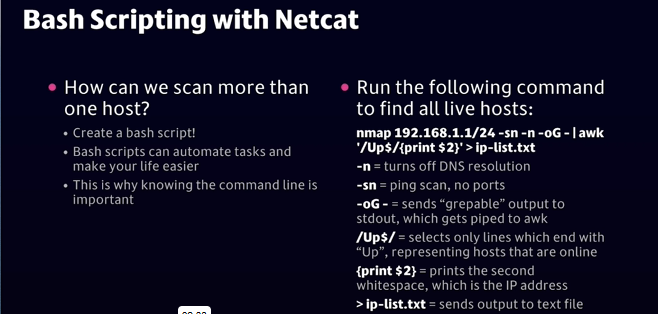 Bash Scripting with Netcat
How can we scan more than
one host?
Create a bash script!
Bash scripts can automate tasks and
make your life easier
This is why knowing the command line is
important
Run the following command
to find all live hosts:
nmap 192.168.1.1/24 -sn -n -oG - | awk
'/Up$/{print $2}' > ip-list.txt
-n = turns off DNS resolution
-sn = ping scan, no ports
-oG - = sends “grepable” output to
stdout, which gets piped to awk
/Up$/ = selects only lines which end with
“Up”, representing hosts that are online
{print $2} = prints the second
whitespace, which is the IP address
> ip-list.txt = sends output to text file